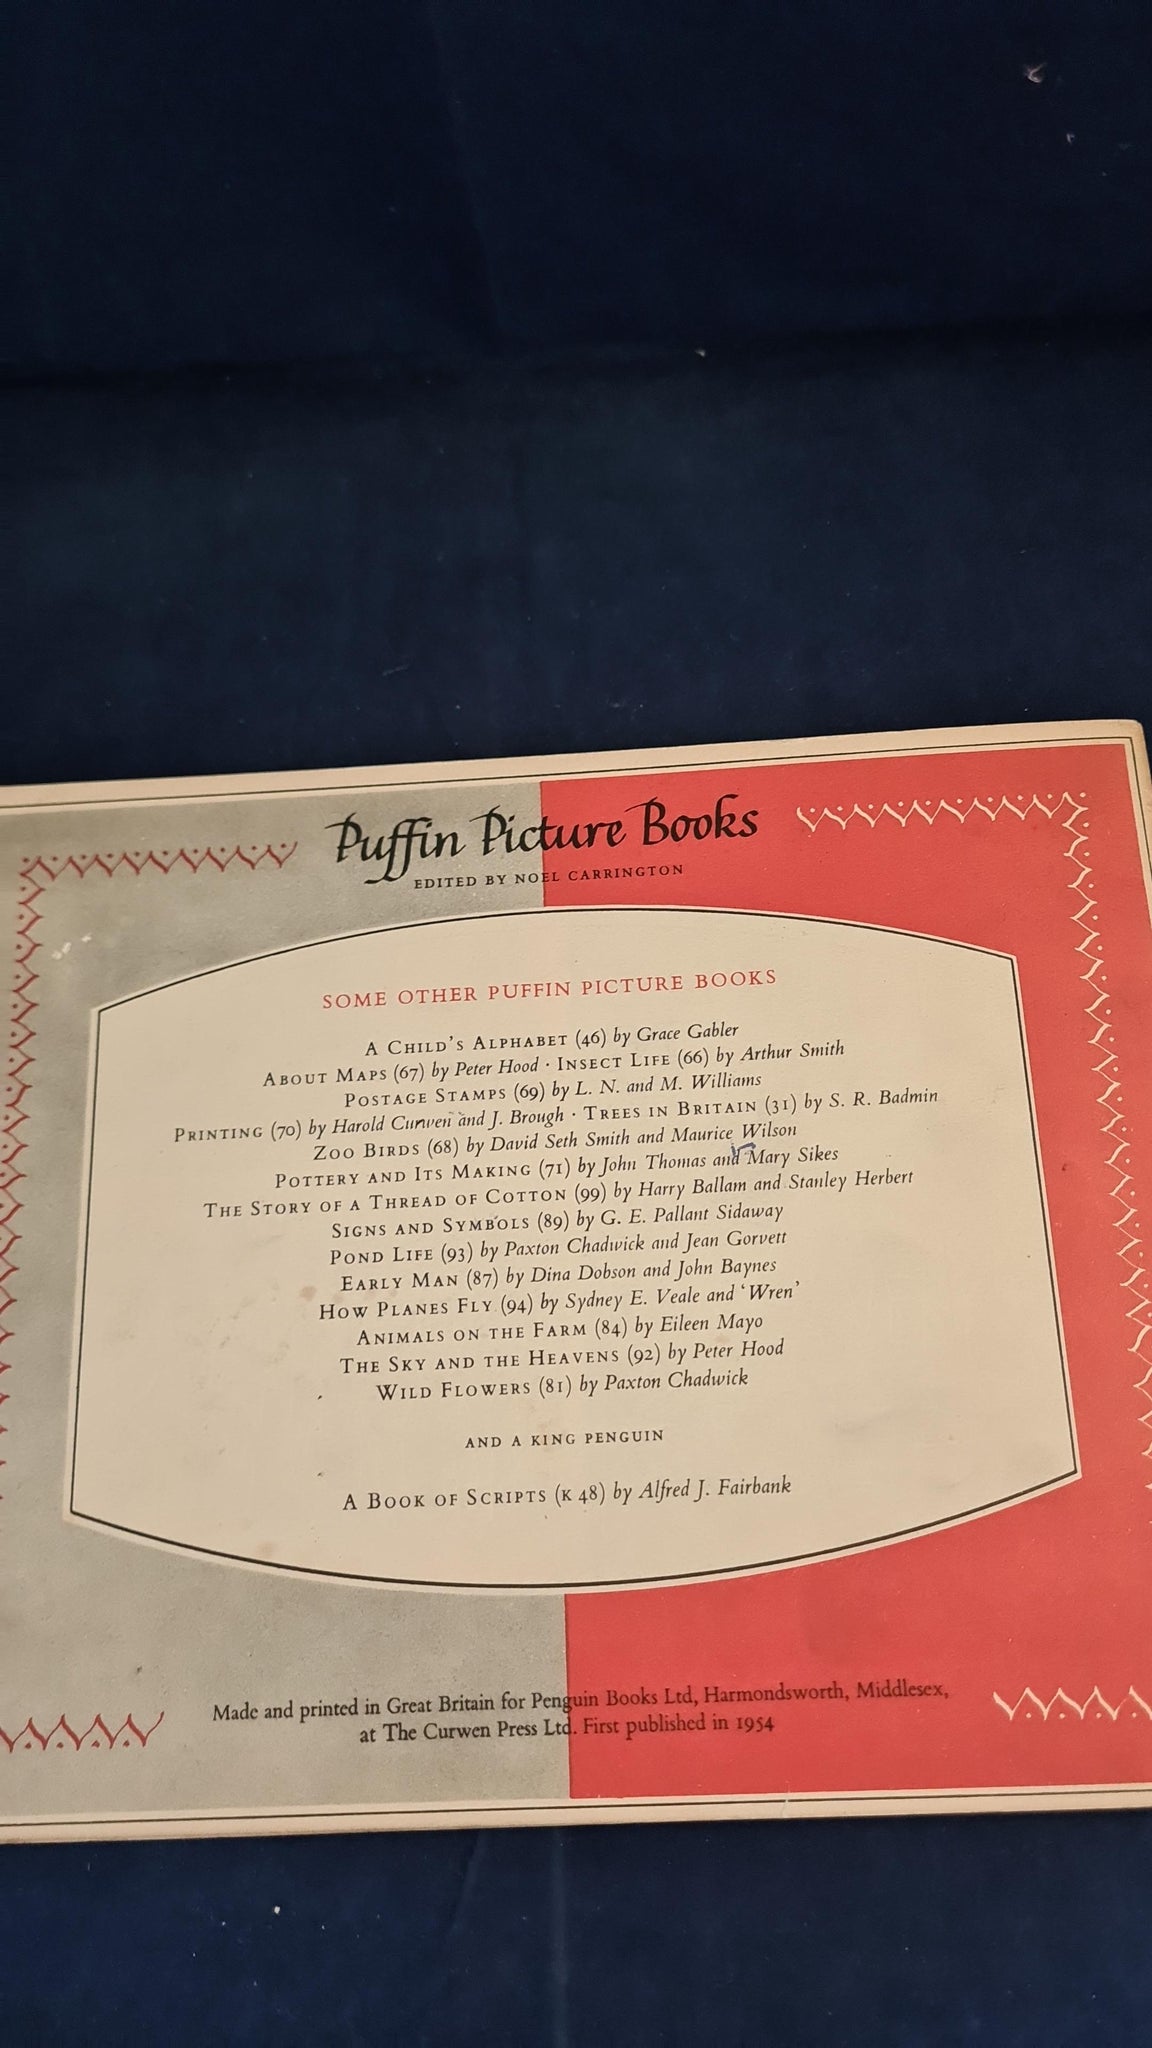 Puffin Picture Books
EDITED BY NOEL CARRINGTON
SOME OTHER PUFFIN PICTURE BOOKS
A CHILD'S ALPHABET (46) by Grace Gabler
ABOUT MAPS (67) by Peter Hood · INSECT LIFE (66) by Arthur Smith
POSTAGE STAMPS (69) by L. N. and M. Williams
PRINTING (70) by Harold Curwen and J. Brough · TREES IN BRITAIN (31) by S. R. Badmin
ZOO BIRDS (68) by David Seth Smith and Maurice Wilson
POTTERY AND ITS MAKING (71) by John Thomas and Mary Sikes
THE STORY OF A THREAD OF COTTON (99) by Harry Ballam and Stanley Herbert
SIGNS AND SYMBOLS (89) by G. E. Pallant Sidaway
POND LIFE (93) by Paxton Chadwick and Jean Gorvett
EARLY MAN (87) by Dina Dobson and John Baynes
HOW PLANES FLY (94) by Sydney E. Veale and 'Wren'
ANIMALS ON THE FARM (84) by Eileen Mayo
THE SKY AND THE HEAVENS (92) by Peter Hood
WILD FLOWERS (81) by Paxton Chadwick
AND A KING PENGUIN
A BOOK OF SCRIPTS (K 48) by Alfred J. Fairbank
Made and printed in Great Britain for Penguin Books Ltd, Harmondsworth, Middlesex,
at The Curwen Press Ltd. First published in 1954